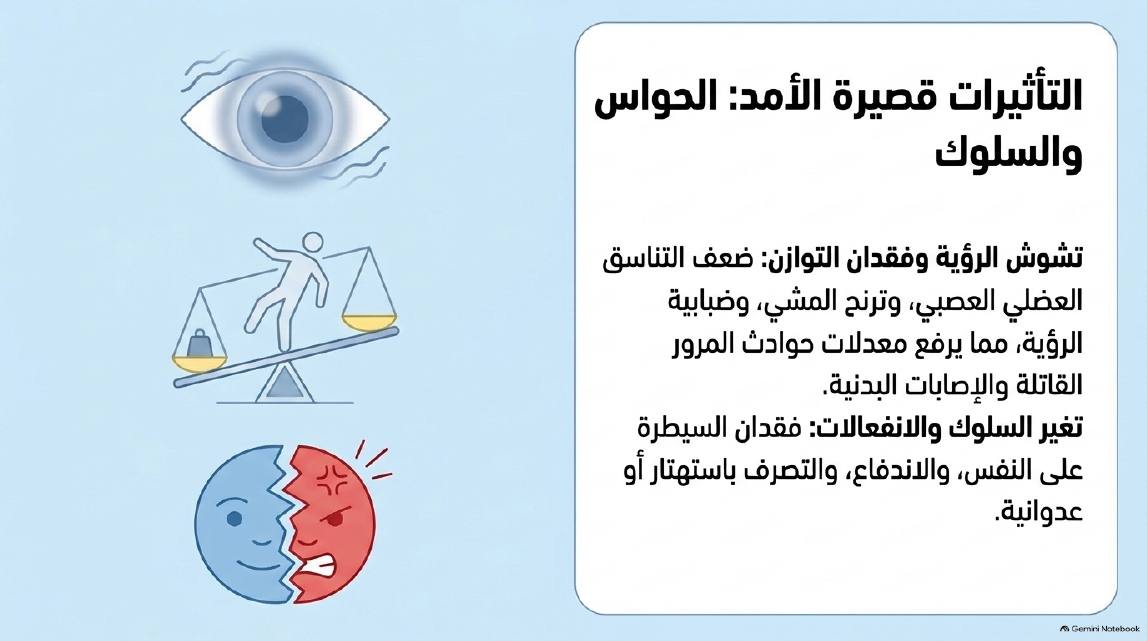 التأثيرات قصيرة الأمد: الحواس
والسلوك
تشوش الرؤية وفقدان التوازن: ضعف التناسق
العضلي العصبي، وترنح المشي، وضبابية
الرؤية، مما يرفع معدلات حوادث المرور
القاتلة والإصابات البدنية.
تغير السلوك والانفعالات: فقدان السيطرة
على النفس، والاندفاع، والتصرف باستهتار أو
عدوانية.
Gemini Notebook